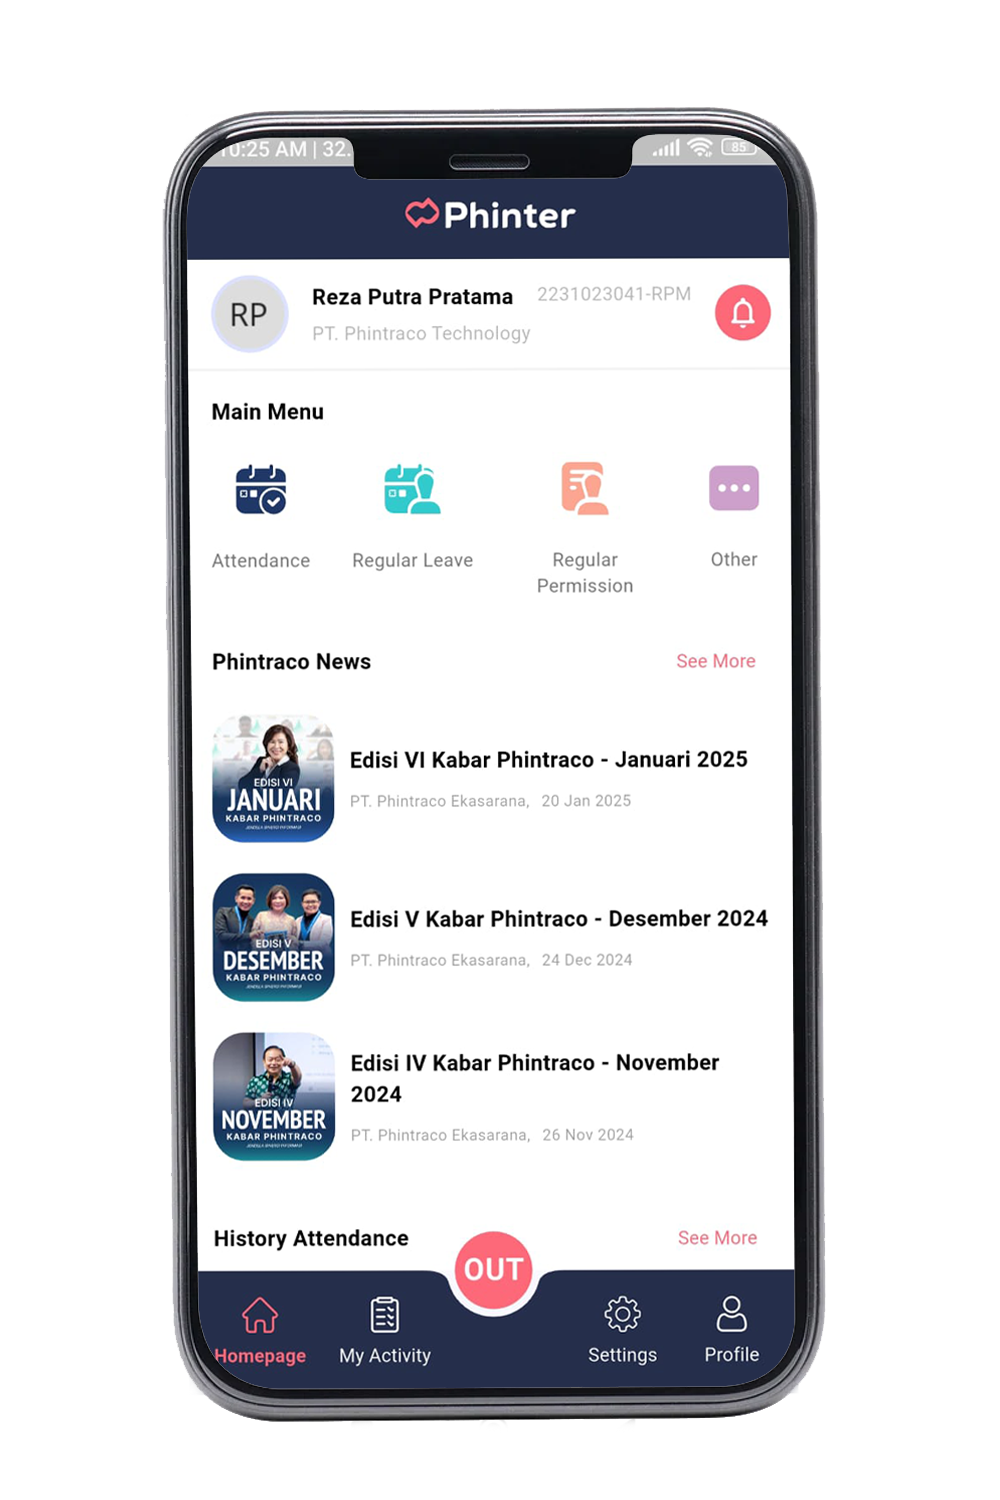 10:25 AM | 32.
85
Phinter
RP
Reza Putra Pratama
2231023041-RPM
PT. Phintraco Technology
Main Menu
Attendance
Regular Leave
Regular
Permission
Other
Phintraco News
See More
EDISI VI
JANUARI
KABAR PHINTRACO
Edisi VI Kabar Phintraco - Januari 2025
PT. Phintraco Ekasarana, 20 Jan 2025
EDISI V
DESEMBER
KABAR PHINTRACO
Edisi V Kabar Phintraco - Desember 2024
PT. Phintraco Ekasarana, 24 Dec 2024
EDISI IV
NOVEMBER
KABAR PHINTRACO
Edisi IV Kabar Phintraco - November
2024
PT. Phintraco Ekasarana, 26 Nov 2024
History Attendance
See More
OUT
Homepage
My Activity
Settings
Profile